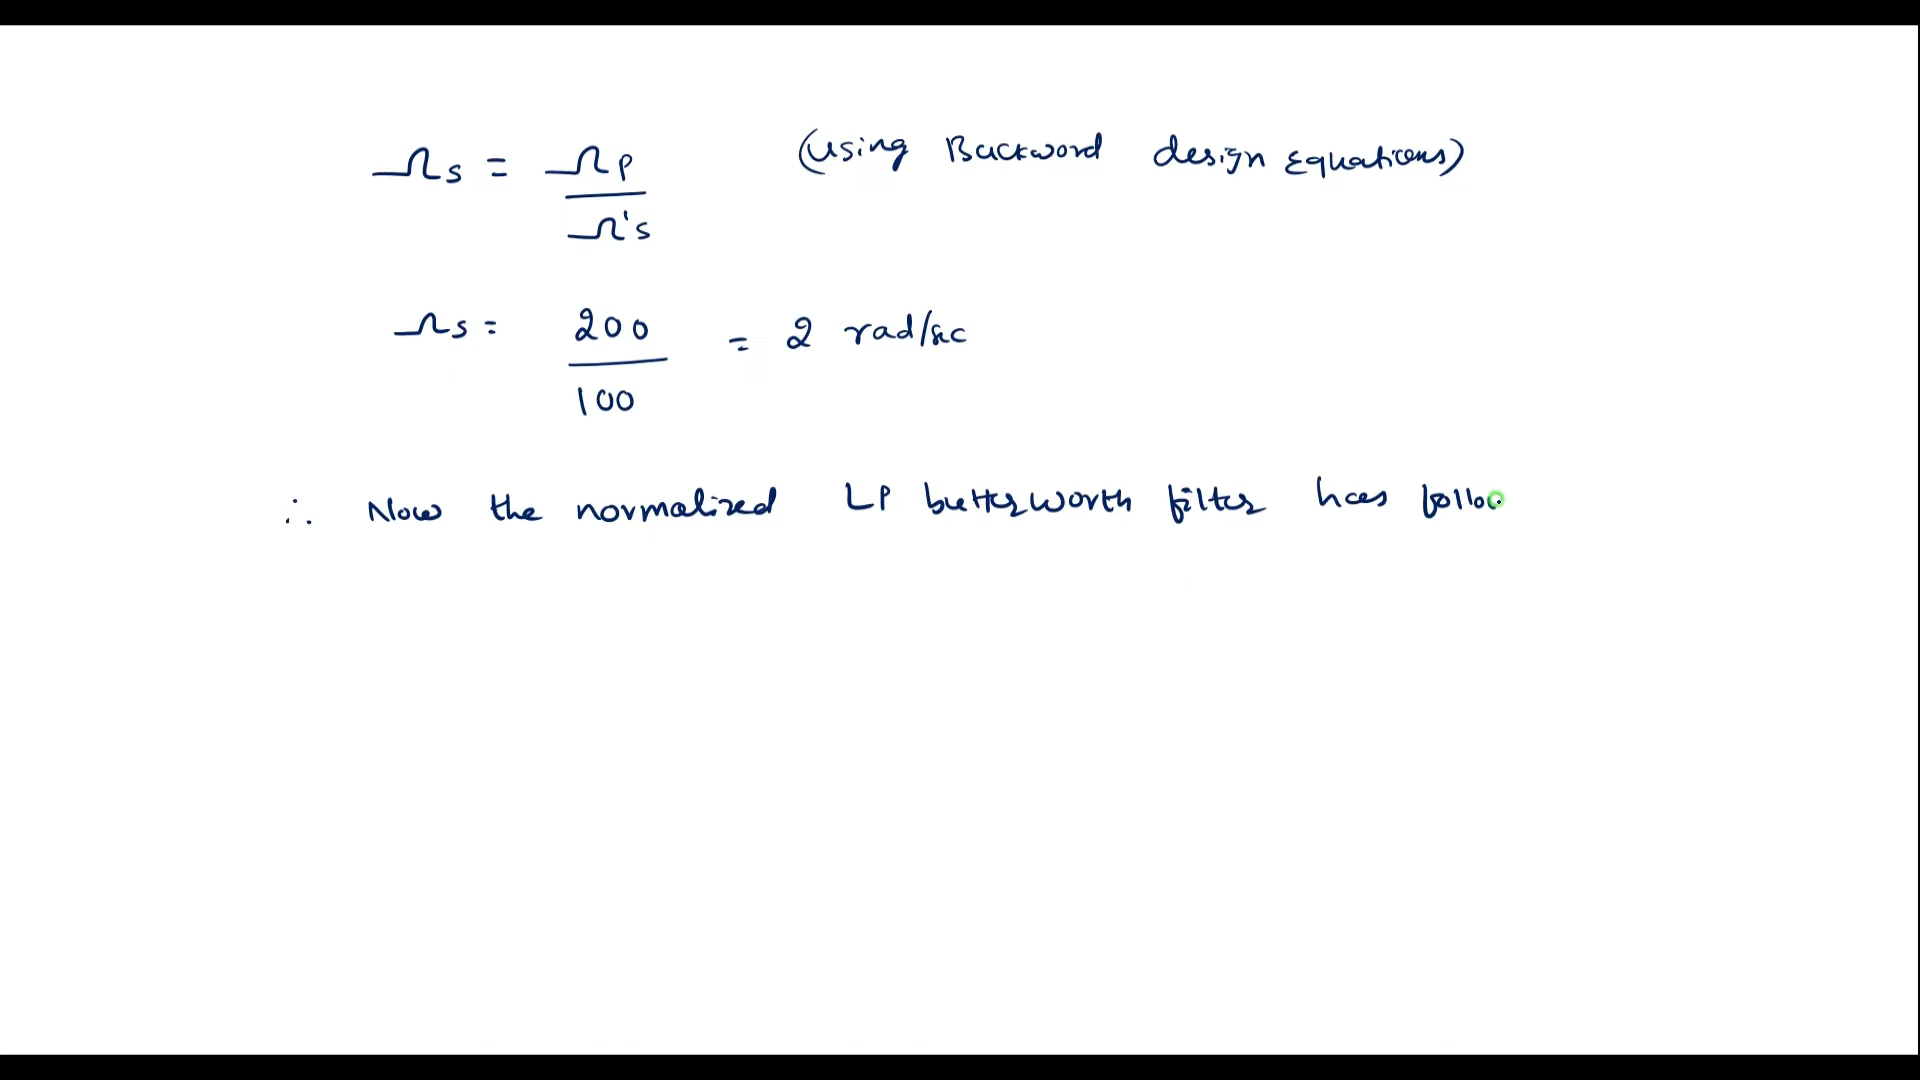 Ωs = Ωp / Ω's (using Backword design Equations)
Ωs = 200 / 100 = 2 rad/sec
∴ Now the normalized LP butterworth filter has follo